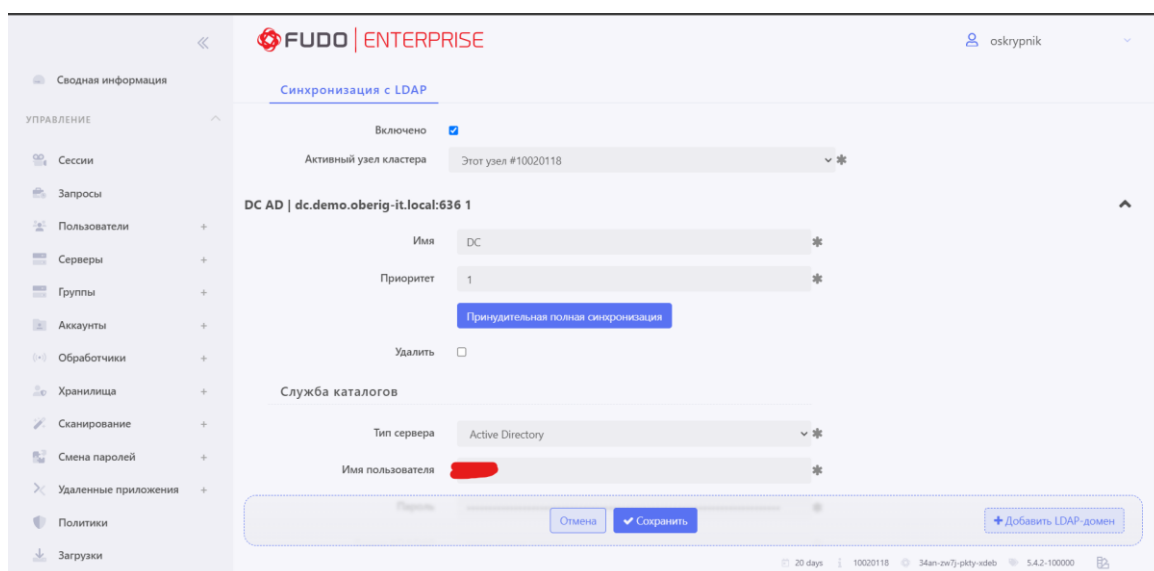 FUDO | ENTERPRISE
oskrypnik
Сводная информация
УПРАВЛЕНИЕ
Сессии
Запросы
Пользователи +
Серверы +
Группы +
Аккаунты +
Обработчики +
Хранилища +
Сканирование +
Смена паролей +
Удаленные приложения +
Политики
Загрузки
Синхронизация с LDAP
Включено
Активный узел кластера Этот узел #10020118
DC AD | dc.demo.oberig-it.local:636 1
Имя DC
Приоритет 1
Принудительная полная синхронизация
Удалить
Служба каталогов
Тип сервера Active Directory
Имя пользователя
Пароль
Отмена Сохранить + Добавить LDAP-домен
20 days 10020118 34an-zw7j-pkty-xdeb 5.4.2-100000